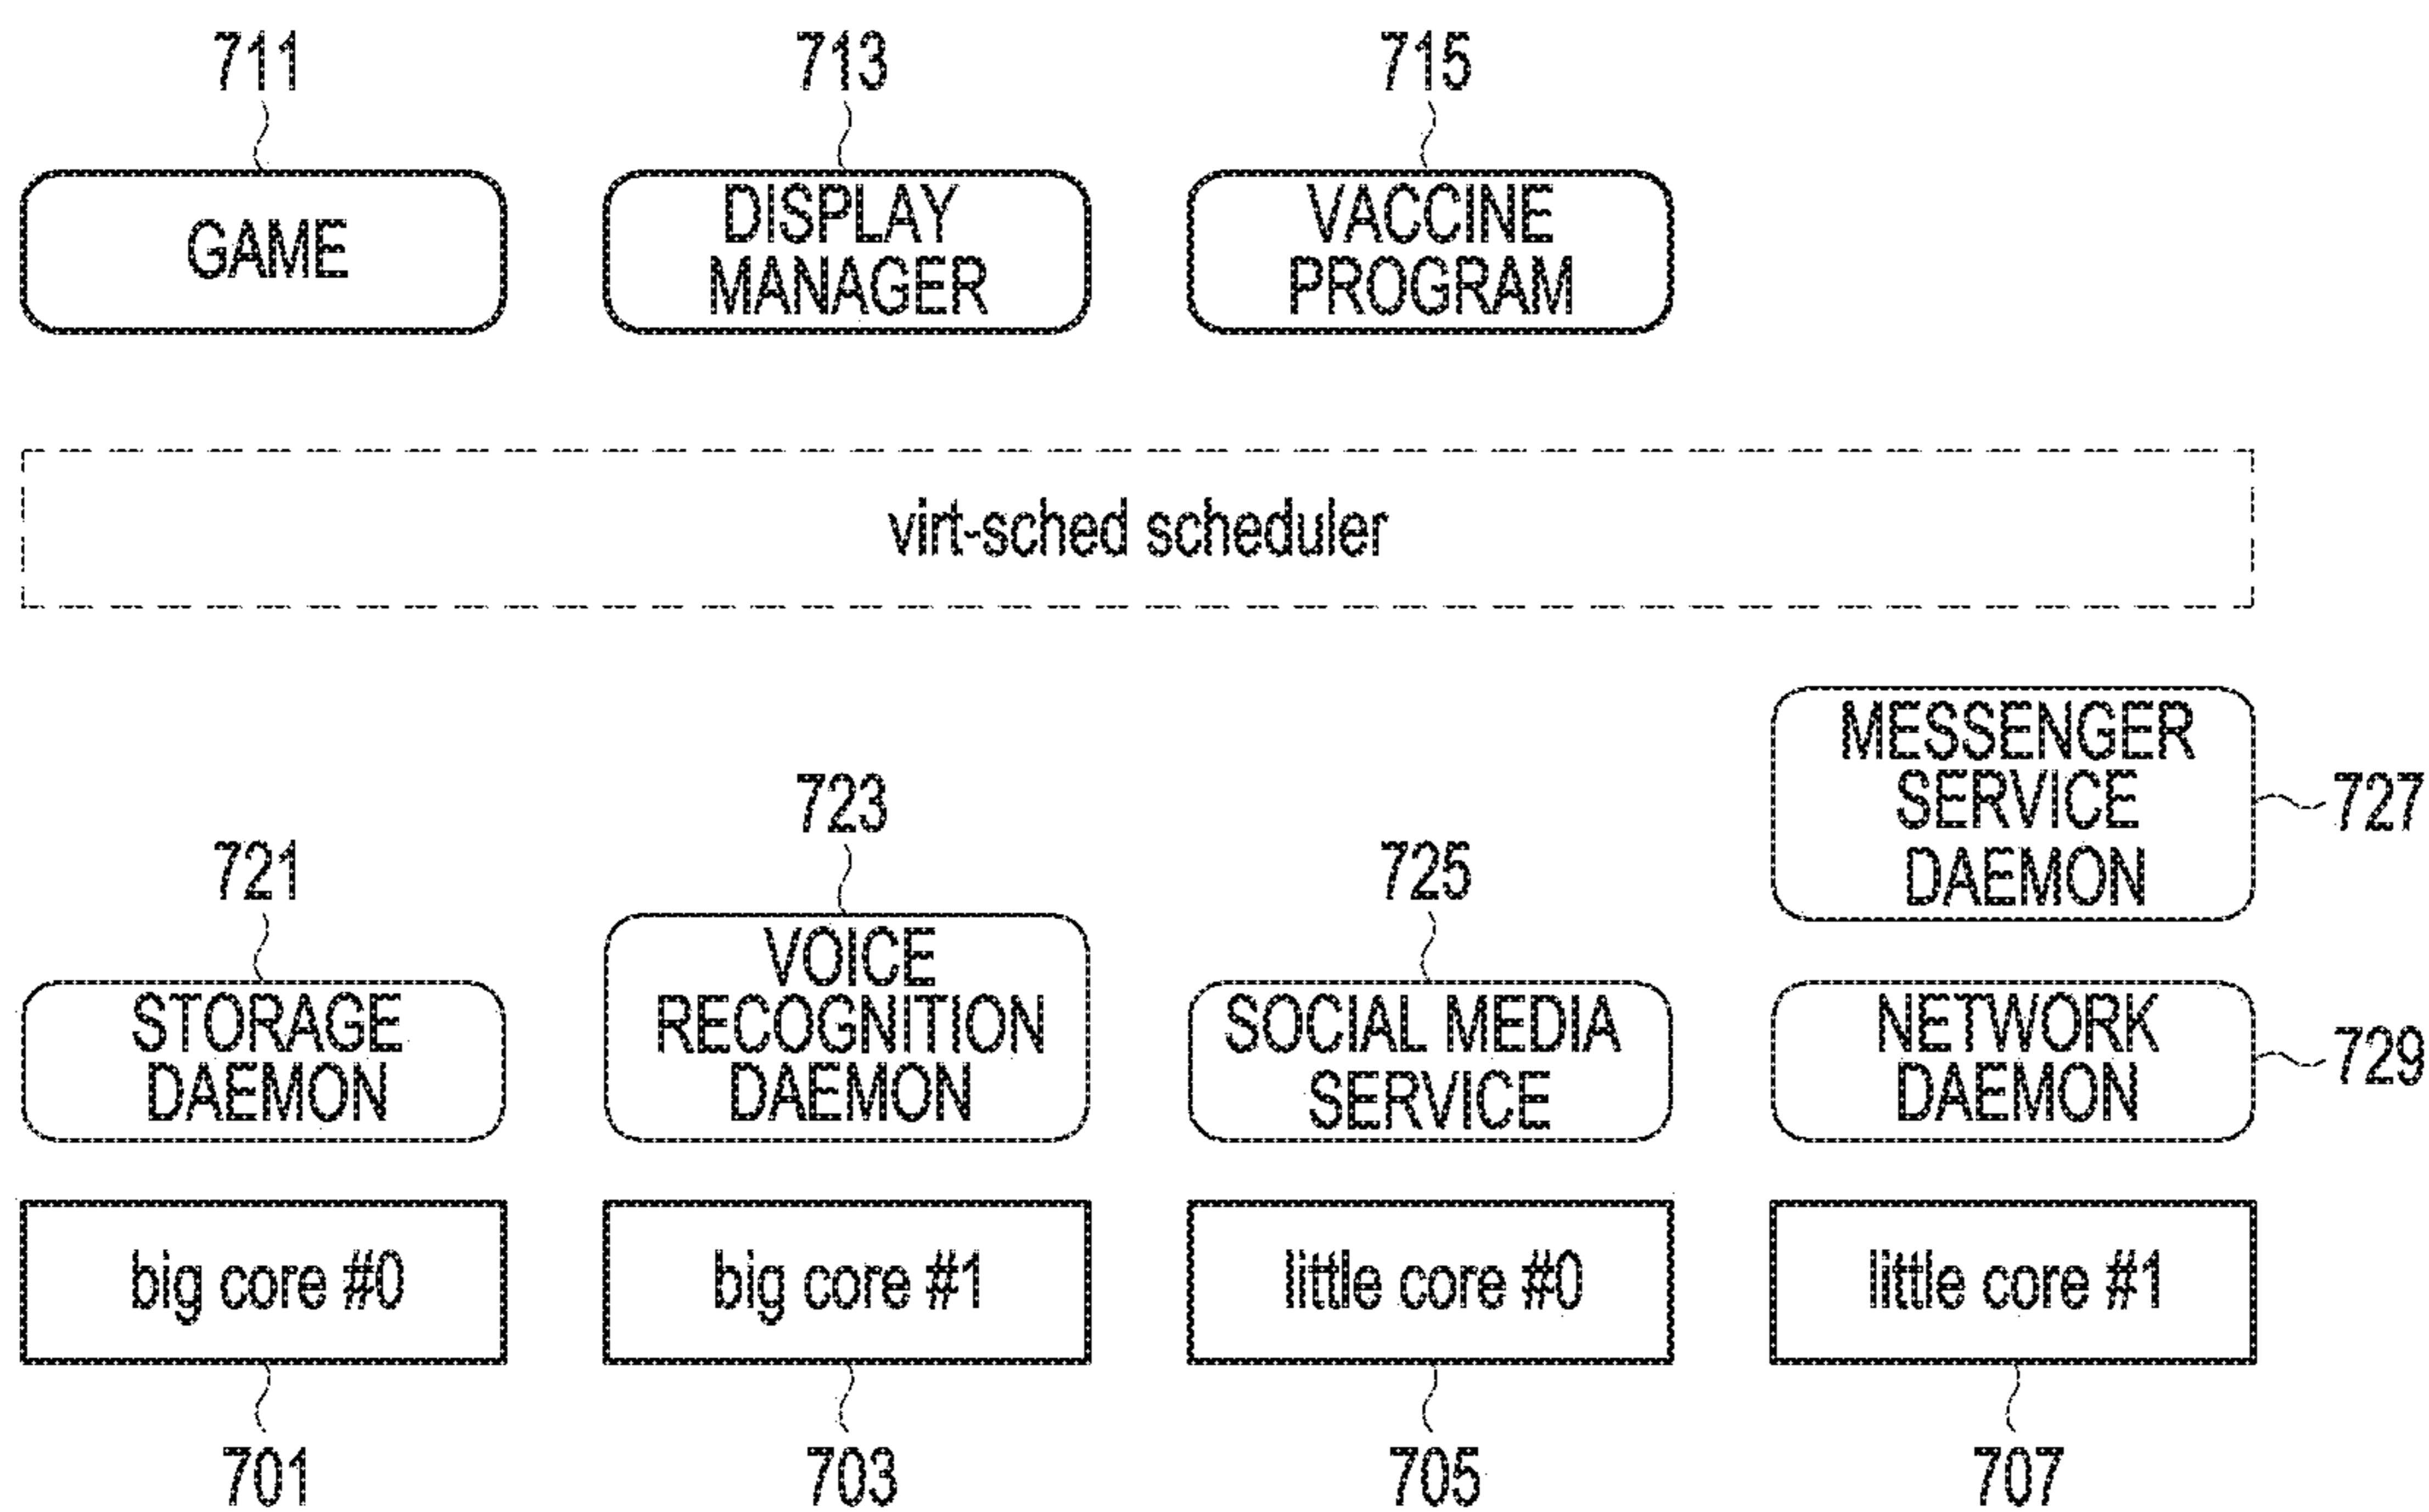 711
713
715
GAME
DISPLAY
MANAGER
VACCINE
PROGRAM
virt-sched scheduler
MESSENGER
SERVICE
DAEMON
727
723
721
725
STORAGE
DAEMON
VOICE
RECOGNITION
DAEMON
SOCIAL MEDIA
SERVICE
NETWORK
DAEMON
729
big core #0
big core #1
little core #0
little core #1
701
703
705
707